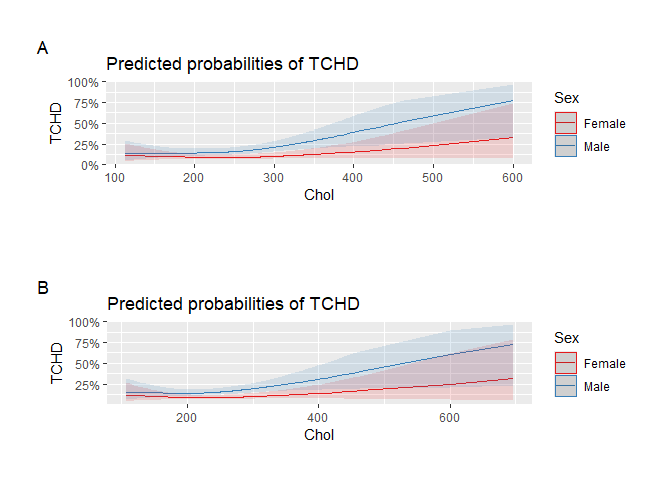 A
Predicted probabilities of TCHD
100%
75%
50%
25%
0%
TCHD
100 200 300 400 500 600
Chol
Sex
Female
Male
B
Predicted probabilities of TCHD
100%
75%
50%
25%
TCHD
200 400 600
Chol
Sex
Female
Male